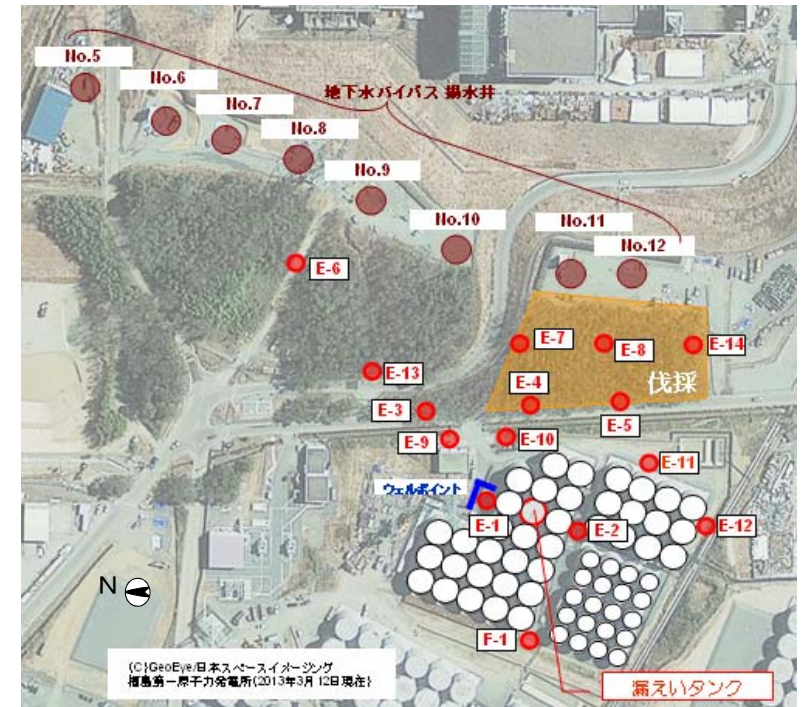 No.5
No.6
No.7
No.8
地下水バイパス 揚水井
No.9
No.10
No.11
No.12
E-6
E-7
E-8
E-14
E-13
伐採
E-4
E-3
E-5
E-9
E-10
E-11
ウェルポイント
E-1
E-2
E-12
N
F-1
(C)GeoEye/日本スペースイメージング
福島第一原子力発電所(2013年3月12日現在)
漏えいタンク